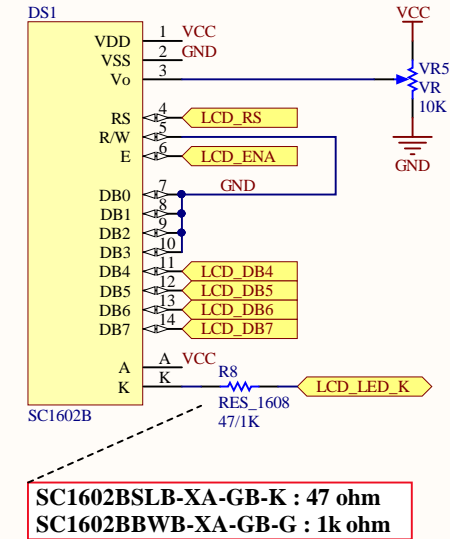 DS1
VCC
VDD 1 VCC
VSS 2 GND
Vo 3
VR5
VR
10K
RS 4 LCD_RS
R/W 5
E 6 LCD_ENA
GND
DB0 7 GND
DB1 8
DB2 9
DB3 10
DB4 11 LCD_DB4
DB5 12 LCD_DB5
DB6 13 LCD_DB6
DB7 14 LCD_DB7
A A VCC
K K R8 LCD_LED_K
RES_1608
47/1K
SC1602B
SC1602BSLB-XA-GB-K : 47 ohm
SC1602BBWB-XA-GB-G : 1k ohm